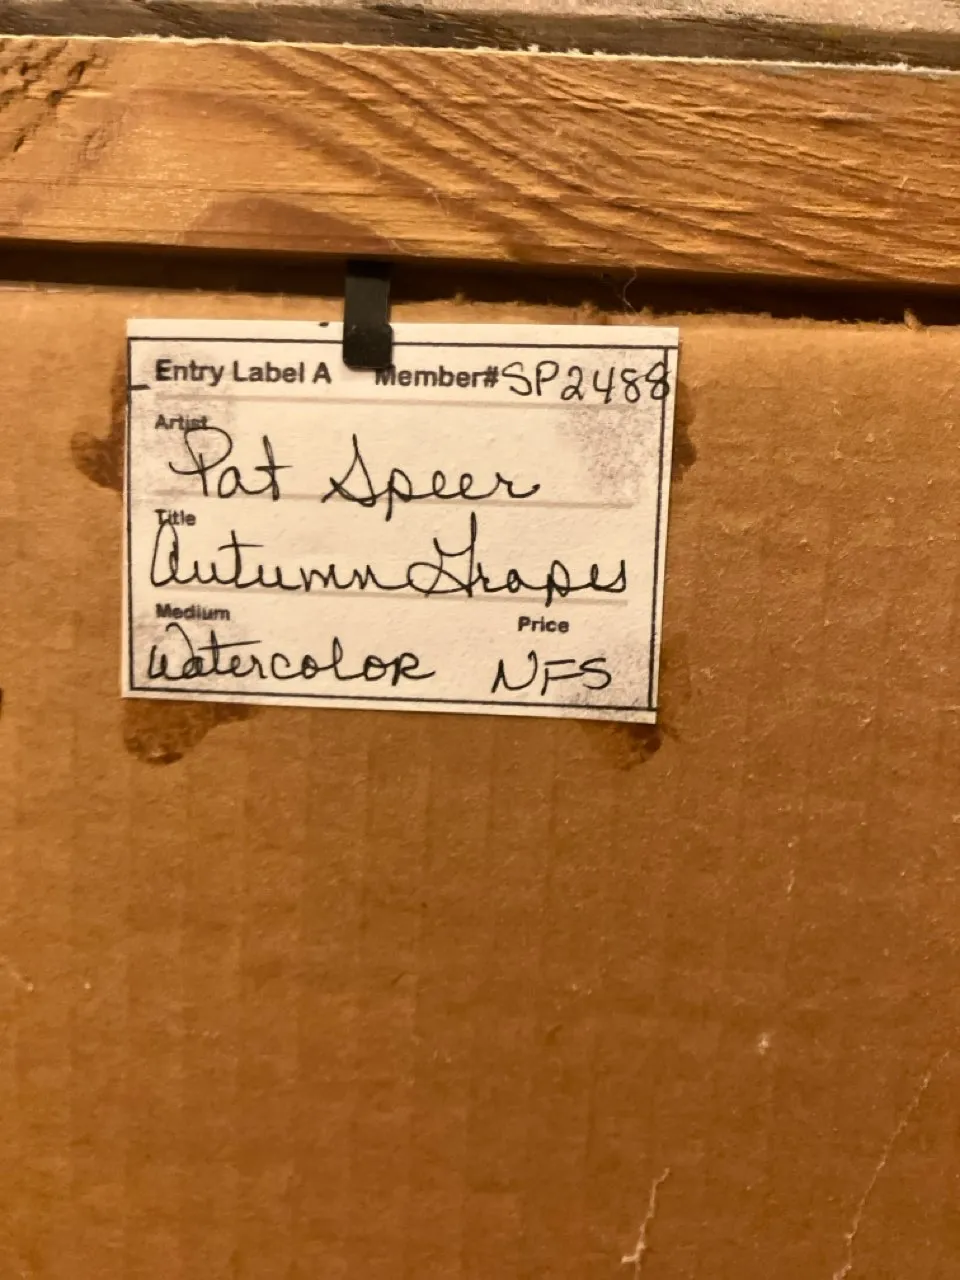 Entry Label A Member# SP2488
Artist
Pat Speer
Title
Autumn Grapes
Medium Price
Watercolor NFS